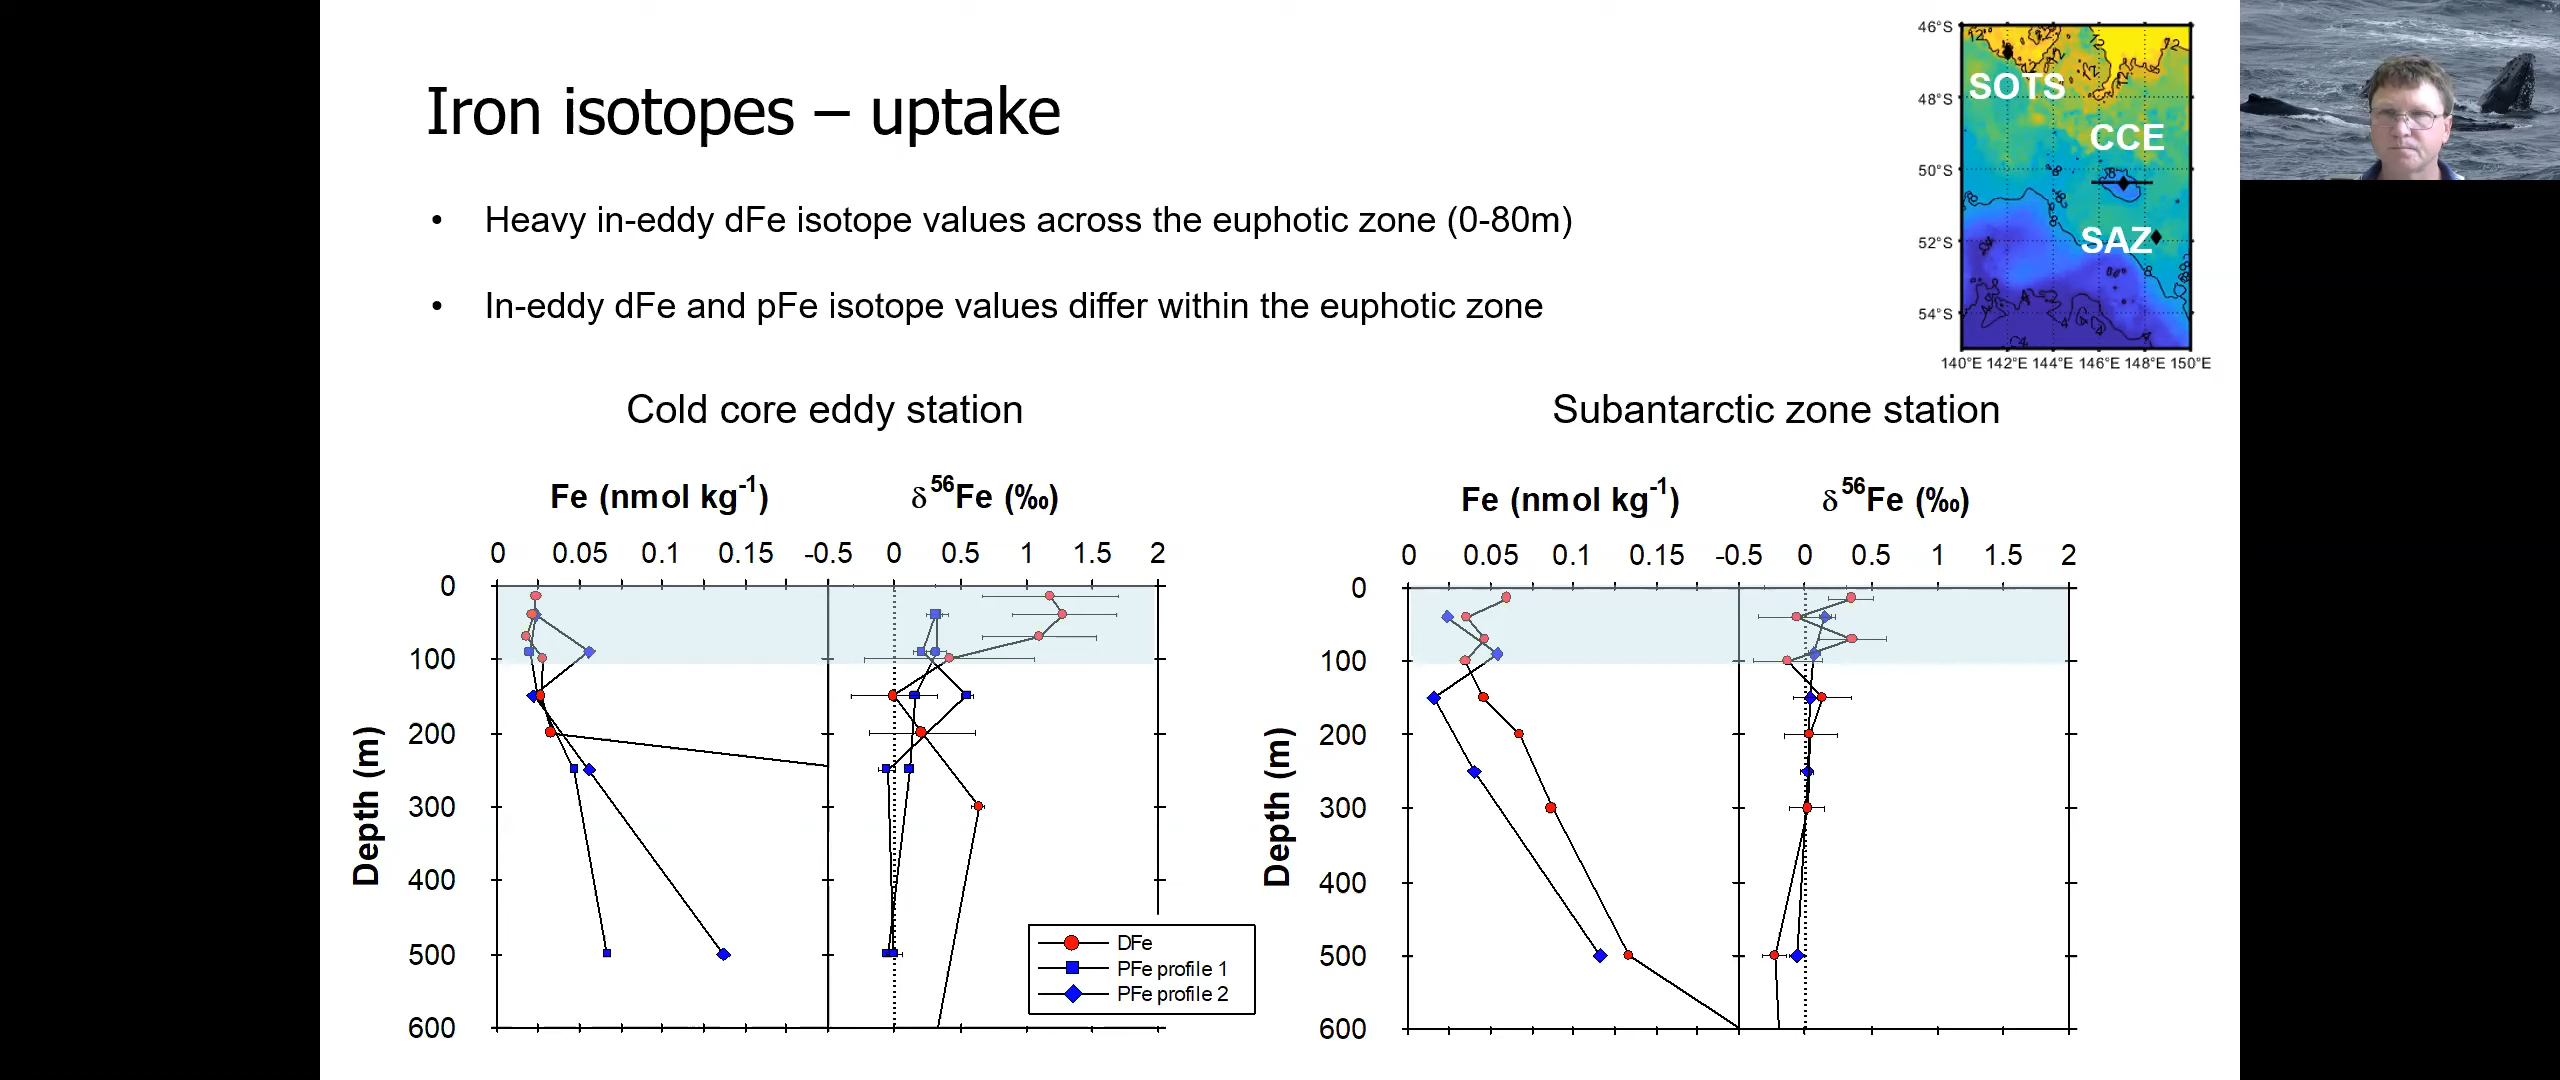 Iron isotopes – uptake
• Heavy in-eddy dFe isotope values across the euphotic zone (0-80m)
• In-eddy dFe and pFe isotope values differ within the euphotic zone
46°S
48°S
50°S
52°S
54°S
140°E 142°E 144°E 146°E 148°E 150°E
SOTS
CCE
SAZ
Cold core eddy station
Fe (nmol kg⁻¹)
δ⁵⁶Fe (‰)
0 0.05 0.1 0.15 -0.5 0 0.5 1 1.5 2
Depth (m)
0
100
200
300
400
500
600
DFe
PFe profile 1
PFe profile 2
Subantarctic zone station
Fe (nmol kg⁻¹)
δ⁵⁶Fe (‰)
0 0.05 0.1 0.15 -0.5 0 0.5 1 1.5 2
Depth (m)
0
100
200
300
400
500
600